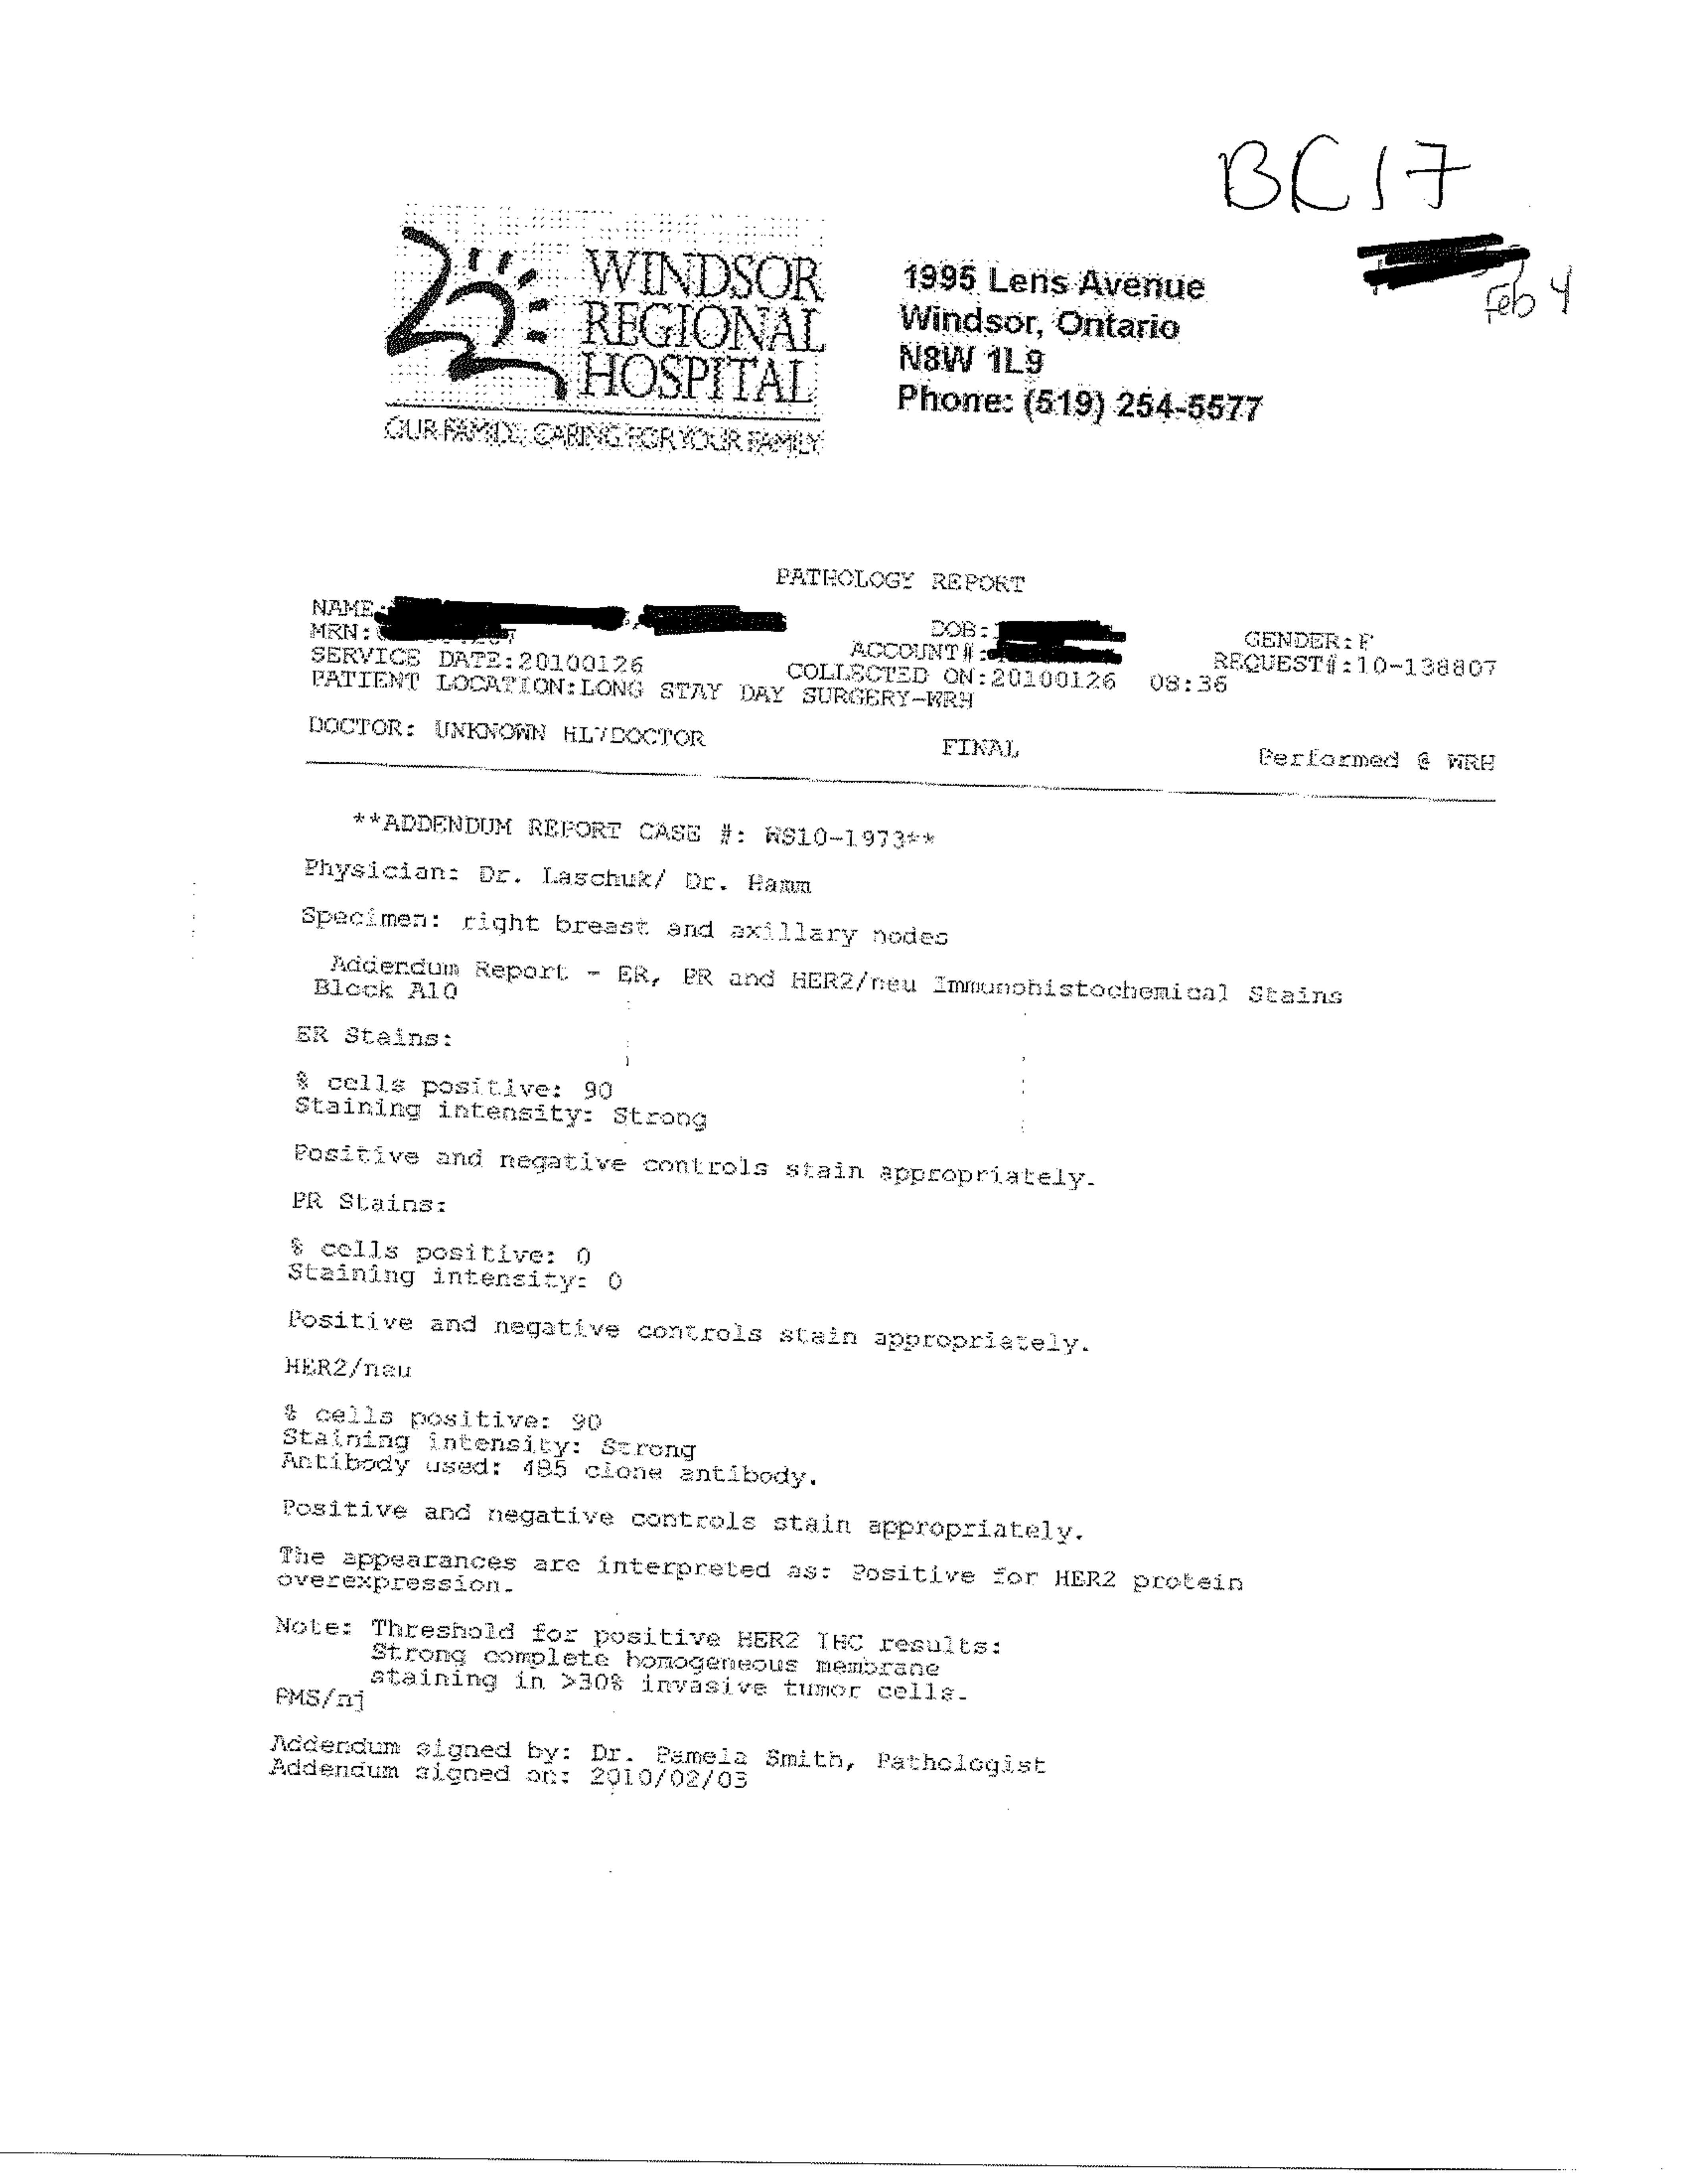 BC17
Feb 4
WINDSOR
REGIONAL
HOSPITAL
OUR FAMILY CARING FOR YOUR FAMILY
1995 Lens Avenue
Windsor, Ontario
N8W 1L9
Phone: (519) 254-5577
PATHOLOGY REPORT
NAME: DOB: GENDER:F
MRN: ACCOUNT#: REQUEST#:10-138807
SERVICE DATE:20100126 COLLECTED ON:20100126 08:36
PATIENT LOCATION:LONG STAY DAY SURGERY-WRH
DOCTOR: UNKNOWN HL7DOCTOR FINAL Performed @ WRH
**ADDENDUM REPORT CASE #: WS10-1973**
Physician: Dr. Laschuk/ Dr. Hamm
Specimen: right breast and axillary nodes
Addendum Report - ER, PR and HER2/neu Immunohistochemical Stains
Block A10
ER Stains:
% cells positive: 90
Staining intensity: Strong
Positive and negative controls stain appropriately.
PR Stains:
% cells positive: 0
Staining intensity: 0
Positive and negative controls stain appropriately.
HER2/neu
% cells positive: 90
Staining intensity: Strong
Antibody used: 4B5 clone antibody.
Positive and negative controls stain appropriately.
The appearances are interpreted as: Positive for HER2 protein
overexpression.
Note: Threshold for positive HER2 IHC results:
Strong complete homogeneous membrane
staining in >30% invasive tumor cells.
PMS/nj
Addendum signed by: Dr. Pamela Smith, Pathologist
Addendum signed on: 2010/02/03